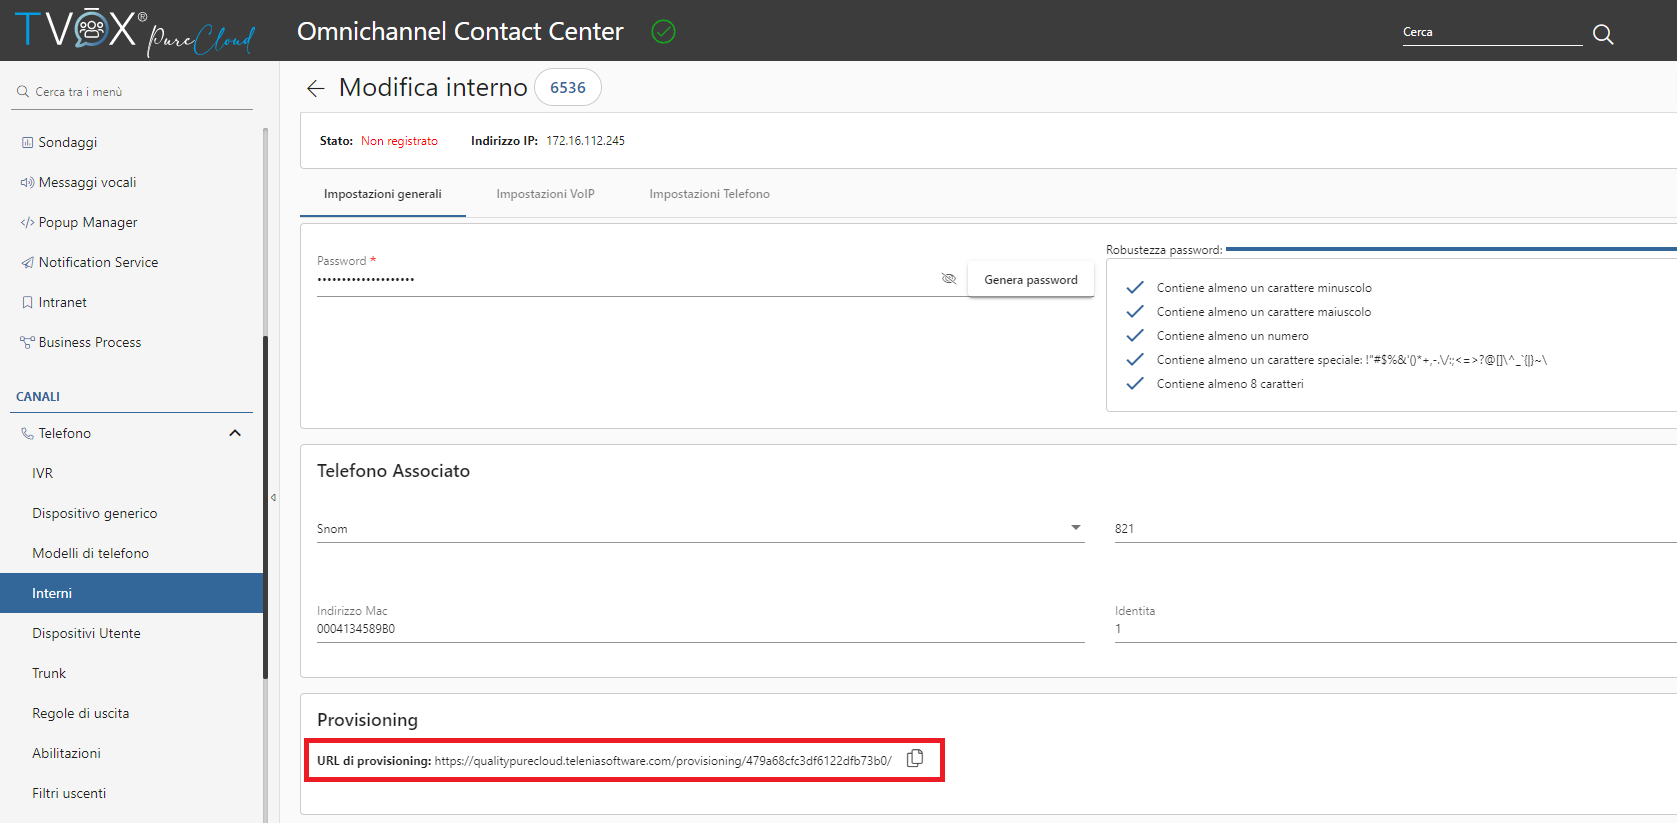 TVOX® PureCloud
Omnichannel Contact Center
Cerca
Cerca tra i menù
Sondaggi
Messaggi vocali
Popup Manager
Notification Service
Intranet
Business Process
CANALI
Telefono
IVR
Dispositivo generico
Modelli di telefono
Interni
Dispositivi Utente
Trunk
Regole di uscita
Abilitazioni
Filtri uscenti
Modifica interno 6536
Stato: Non registrato Indirizzo IP: 172.16.112.245
Impostazioni generali Impostazioni VoIP Impostazioni Telefono
Password *
••••••••••••••••••••
Genera password
Robustezza password:
Contiene almeno un carattere minuscolo
Contiene almeno un carattere maiuscolo
Contiene almeno un numero
Contiene almeno un carattere speciale: !"#$%&'()*+,-.\/:;<=>?@[]\^_`{|}~\
Contiene almeno 8 caratteri
Telefono Associato
Snom 821
Indirizzo Mac Identita
0004134589B0 1
Provisioning
URL di provisioning: https://qualitypurecloud.teleniasoftware.com/provisioning/479a68cfc3df6122dfb73b0/